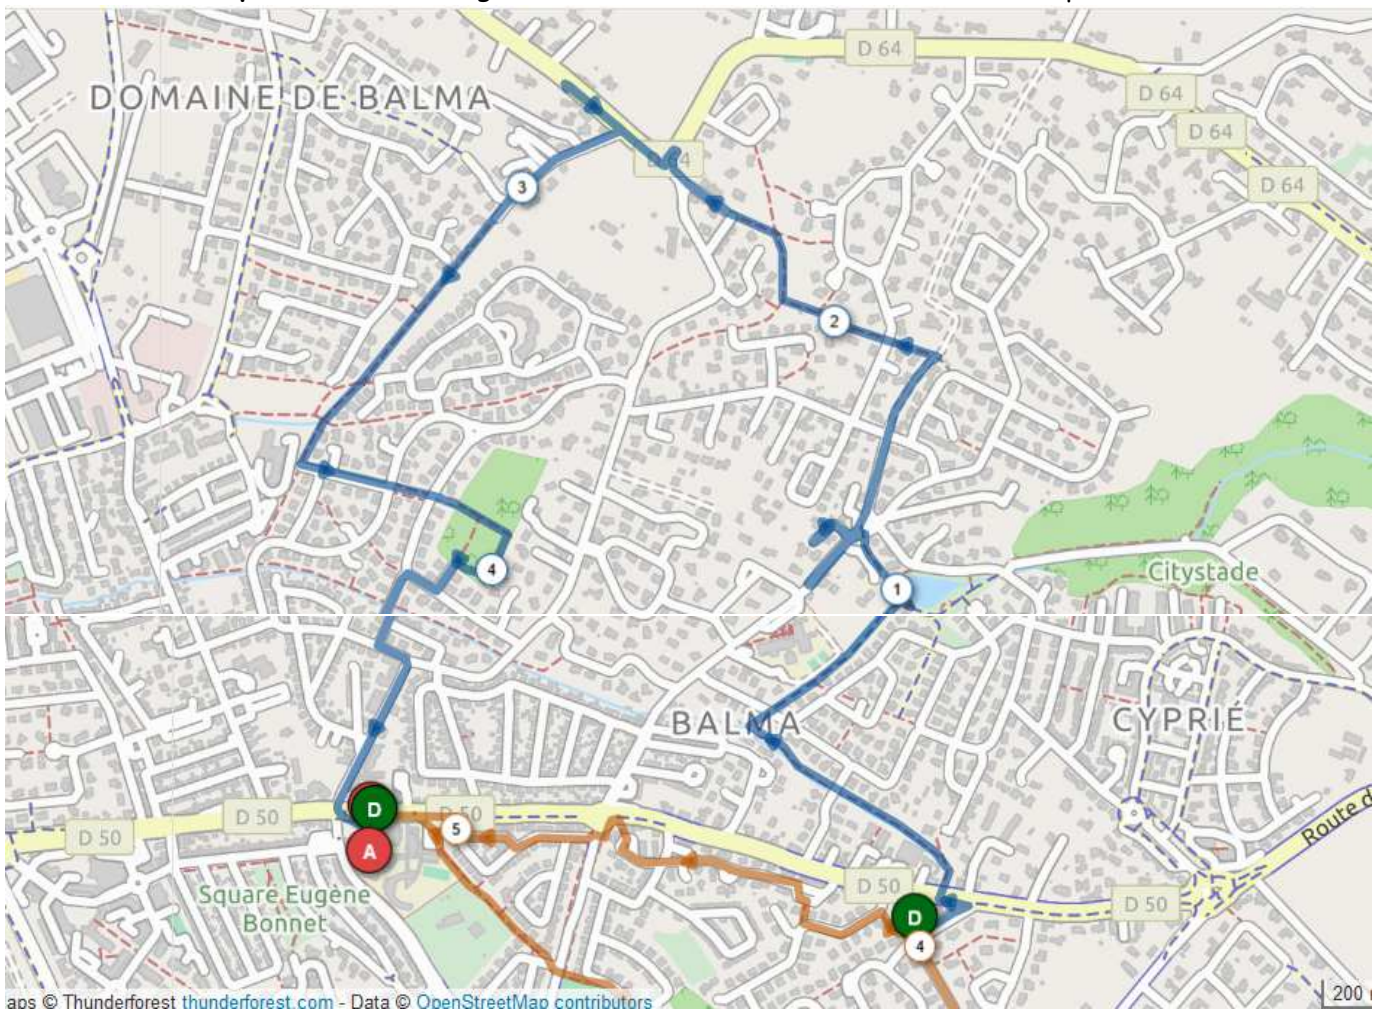 D 64
DOMAINE DE BALMA
D 64
D 64
D 64
3
2
4
1
Citystade
BALMA
CYPRIÉ
D
D 50
D 50
D 50
5
A
Route d
Square Eugène
Bonnet
D 50
D 50
D
4
aps © Thunderforest thunderforest.com - Data © OpenStreetMap contributors
200